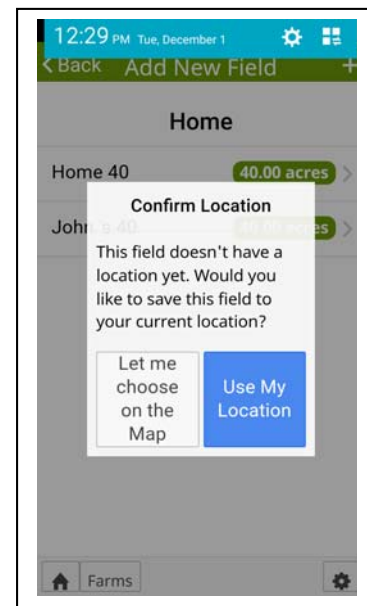 12:29 PM Tue, December 1
Back Add New Field +
Home
Home 40 40.00 acres
John's 40 40.00 acres
Confirm Location
This field doesn't have a
location yet. Would you
like to save this field to
your current location?
Let me
choose
on the
Map
Use My
Location
Farms